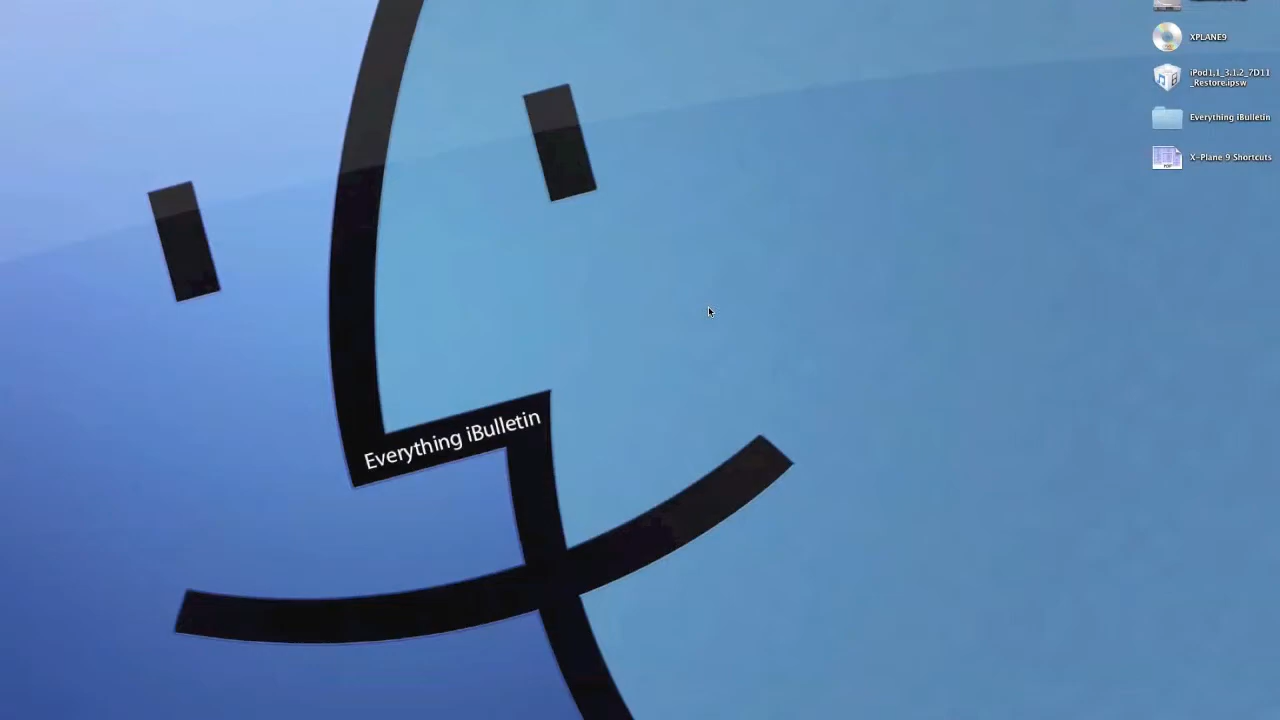 XPLANE9
iPod1,1_3.1.2_7D11
_Restore.ipsw
Everything iBulletin
X-Plane 9 Shortcuts
Everything iBulletin